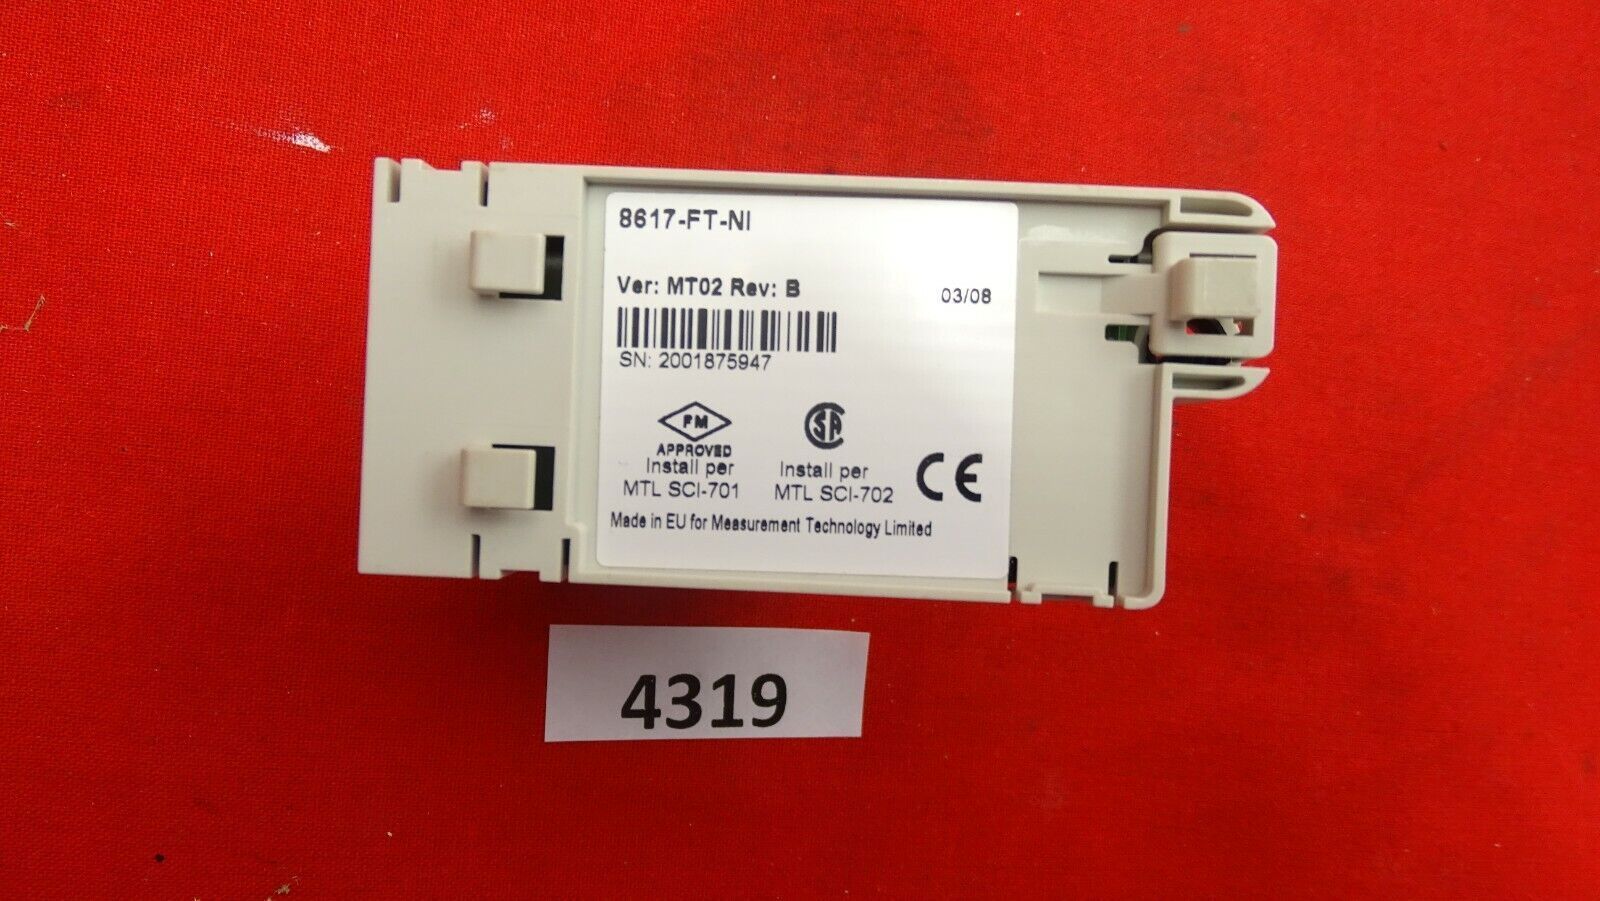 8617-FT-NI
Ver: MT02 Rev: B
03/08
SN: 2001875947
FM
APPROVED
Install per
MTL SCI-701
CSA
Install per
MTL SCI-702
CE
Made in EU for Measurement Technology Limited
4319